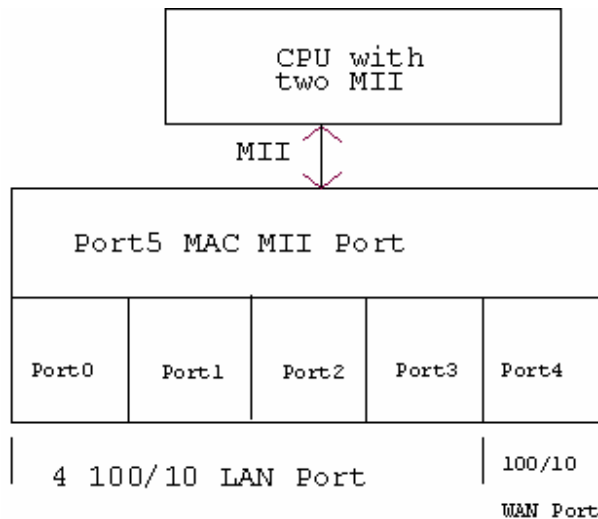 CPU with
two MII
MII
Port5 MAC MII Port
Port0 Port1 Port2 Port3 Port4
4 100/10 LAN Port
100/10
WAN Port